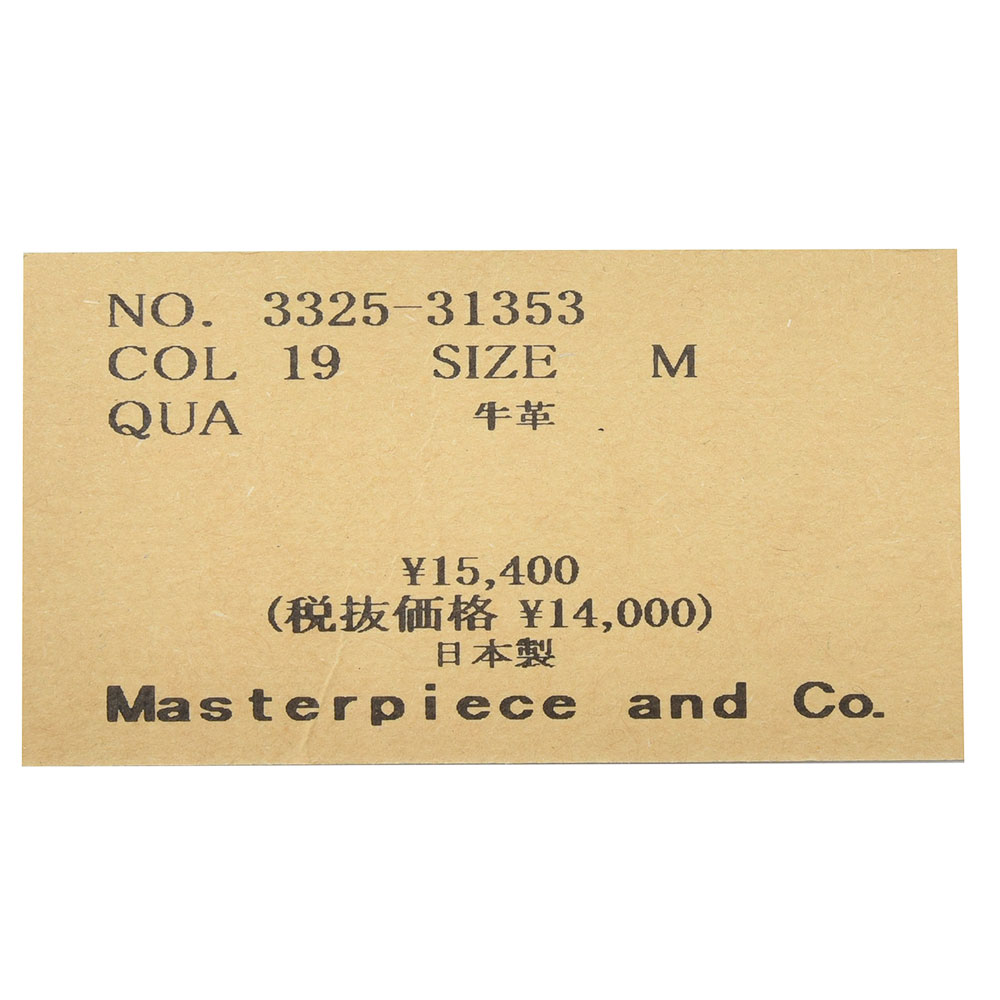 NO. 3325-31353
COL 19 SIZE M
QUA 牛革
¥15,400
(税抜価格 ¥14,000)
日本製
Masterpiece and Co.